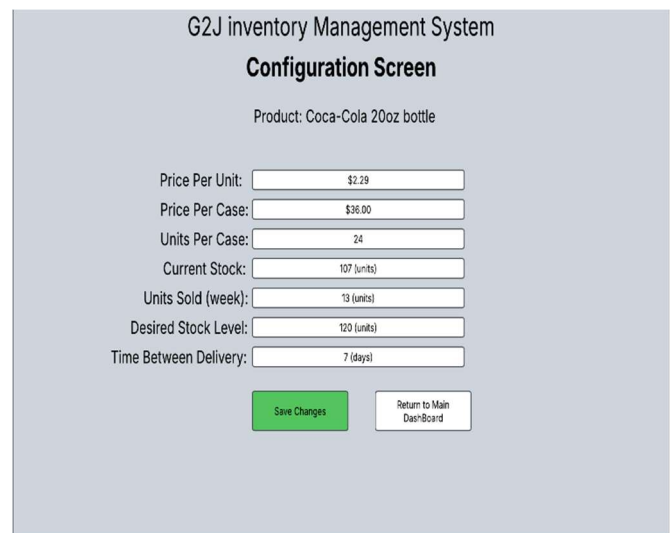 G2J inventory Management System
Configuration Screen
Product: Coca-Cola 20oz bottle
Price Per Unit: $2.29
Price Per Case: $36.00
Units Per Case: 24
Current Stock: 107 (units)
Units Sold (week): 13 (units)
Desired Stock Level: 120 (units)
Time Between Delivery: 7 (days)
Save Changes
Return to Main
DashBoard